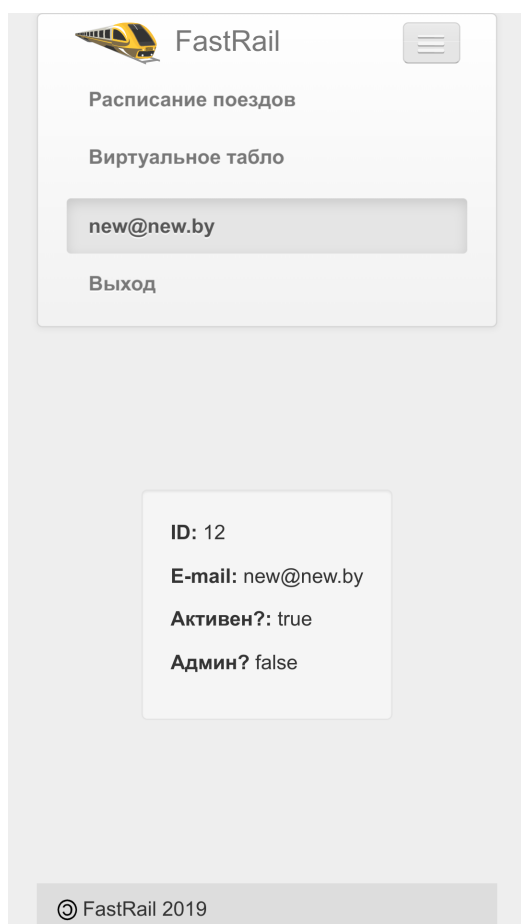 FastRail
Расписание поездов
Виртуальное табло
new@new.by
Выход
ID: 12
E-mail: new@new.by
Активен?: true
Админ? false
🄯 FastRail 2019